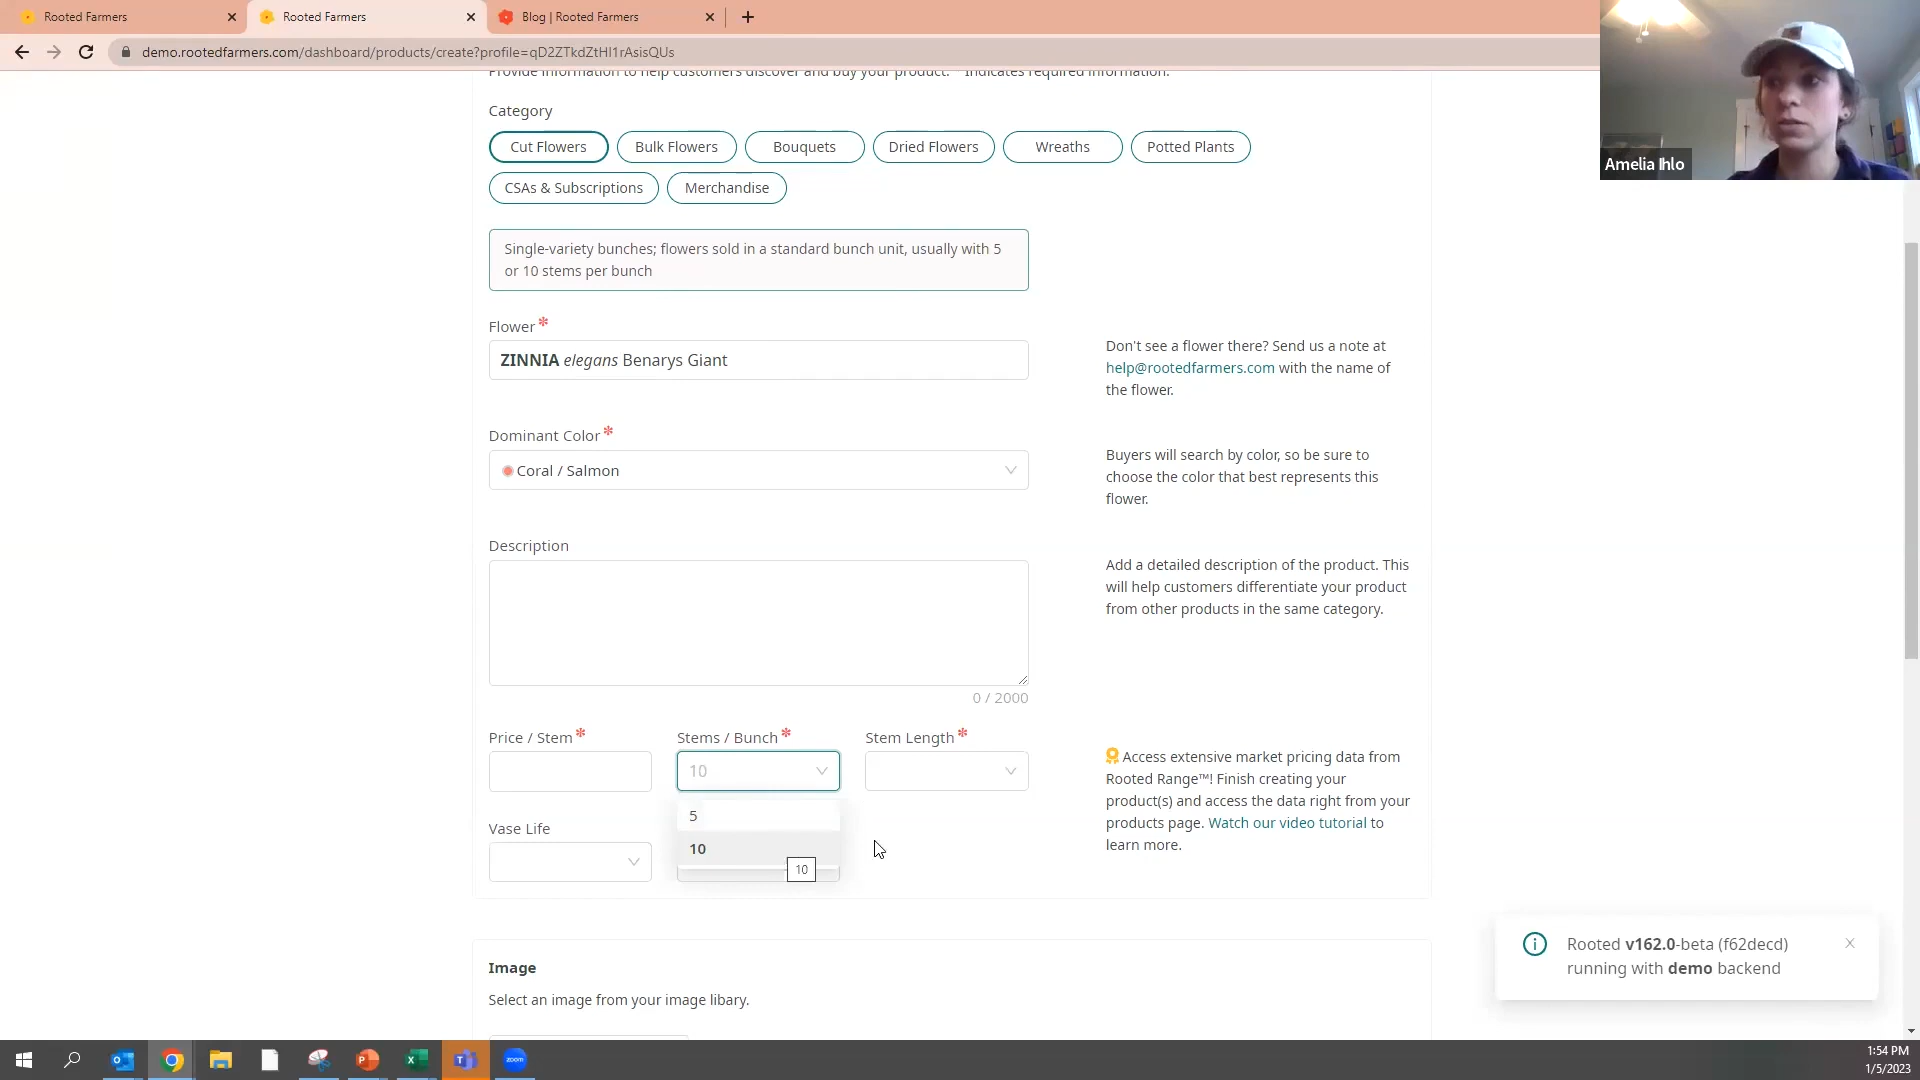 Rooted Farmers
Rooted Farmers
Blog | Rooted Farmers
demo.rootedfarmers.com/dashboard/products/create?profile=qD2ZTkdZtHl1rAsisQUs
Provide information to help customers discover and buy your product. * Indicates required information.
Amelia Ihlo
Category
Cut Flowers
Bulk Flowers
Bouquets
Dried Flowers
Wreaths
Potted Plants
CSAs & Subscriptions
Merchandise
Single-variety bunches; flowers sold in a standard bunch unit, usually with 5
or 10 stems per bunch
Flower *
ZINNIA elegans Benarys Giant
Don't see a flower there? Send us a note at
help@rootedfarmers.com with the name of
the flower.
Dominant Color *
Coral / Salmon
Buyers will search by color, so be sure to
choose the color that best represents this
flower.
Description
0 / 2000
Add a detailed description of the product. This
will help customers differentiate your product
from other products in the same category.
Price / Stem *
Stems / Bunch *
Stem Length *
10
5
10
10
Vase Life
Access extensive market pricing data from
Rooted Range™! Finish creating your
product(s) and access the data right from your
products page. Watch our video tutorial to
learn more.
Image
Select an image from your image libary.
Rooted v162.0-beta (f62decd)
running with demo backend
zoom
1:54 PM
1/5/2023